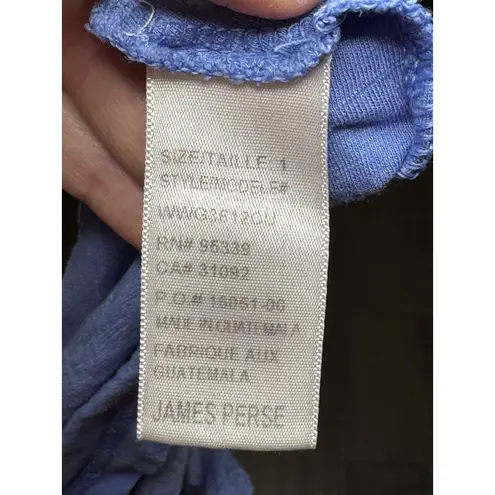 SIZE/TAILLE: 1
STYLE/MODELE#
WWG3612CU
RN# 95339
CA# 31092
P.O.# 16051-00
MADE IN GUATEMALA
FABRIQUE AUX
GUATEMALA
JAMES PERSE